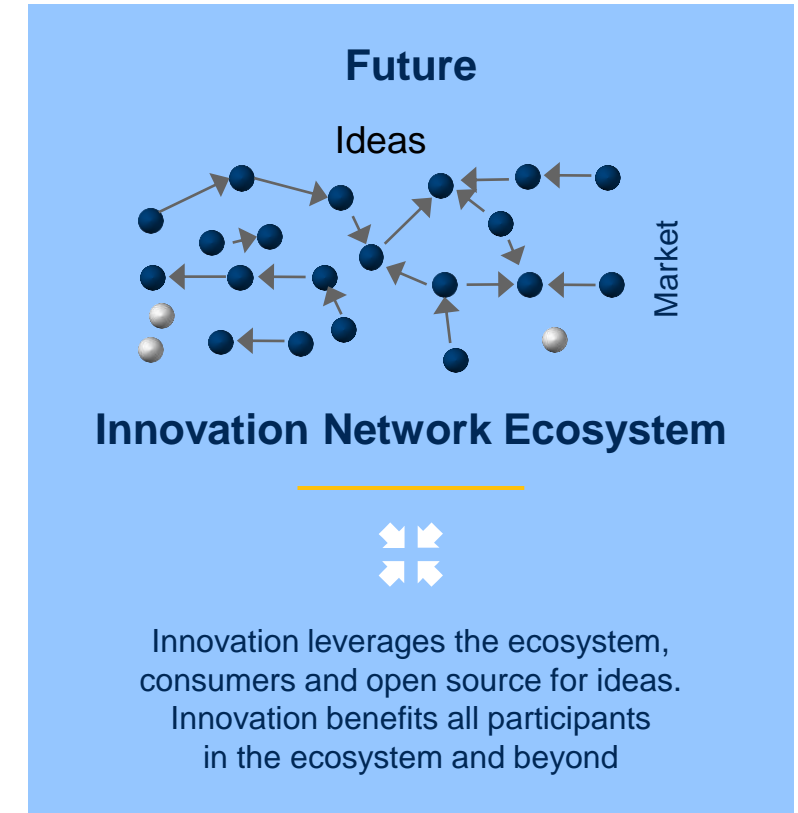 Future
Ideas
Market
Innovation Network Ecosystem
Innovation leverages the ecosystem,
consumers and open source for ideas.
Innovation benefits all participants
in the ecosystem and beyond